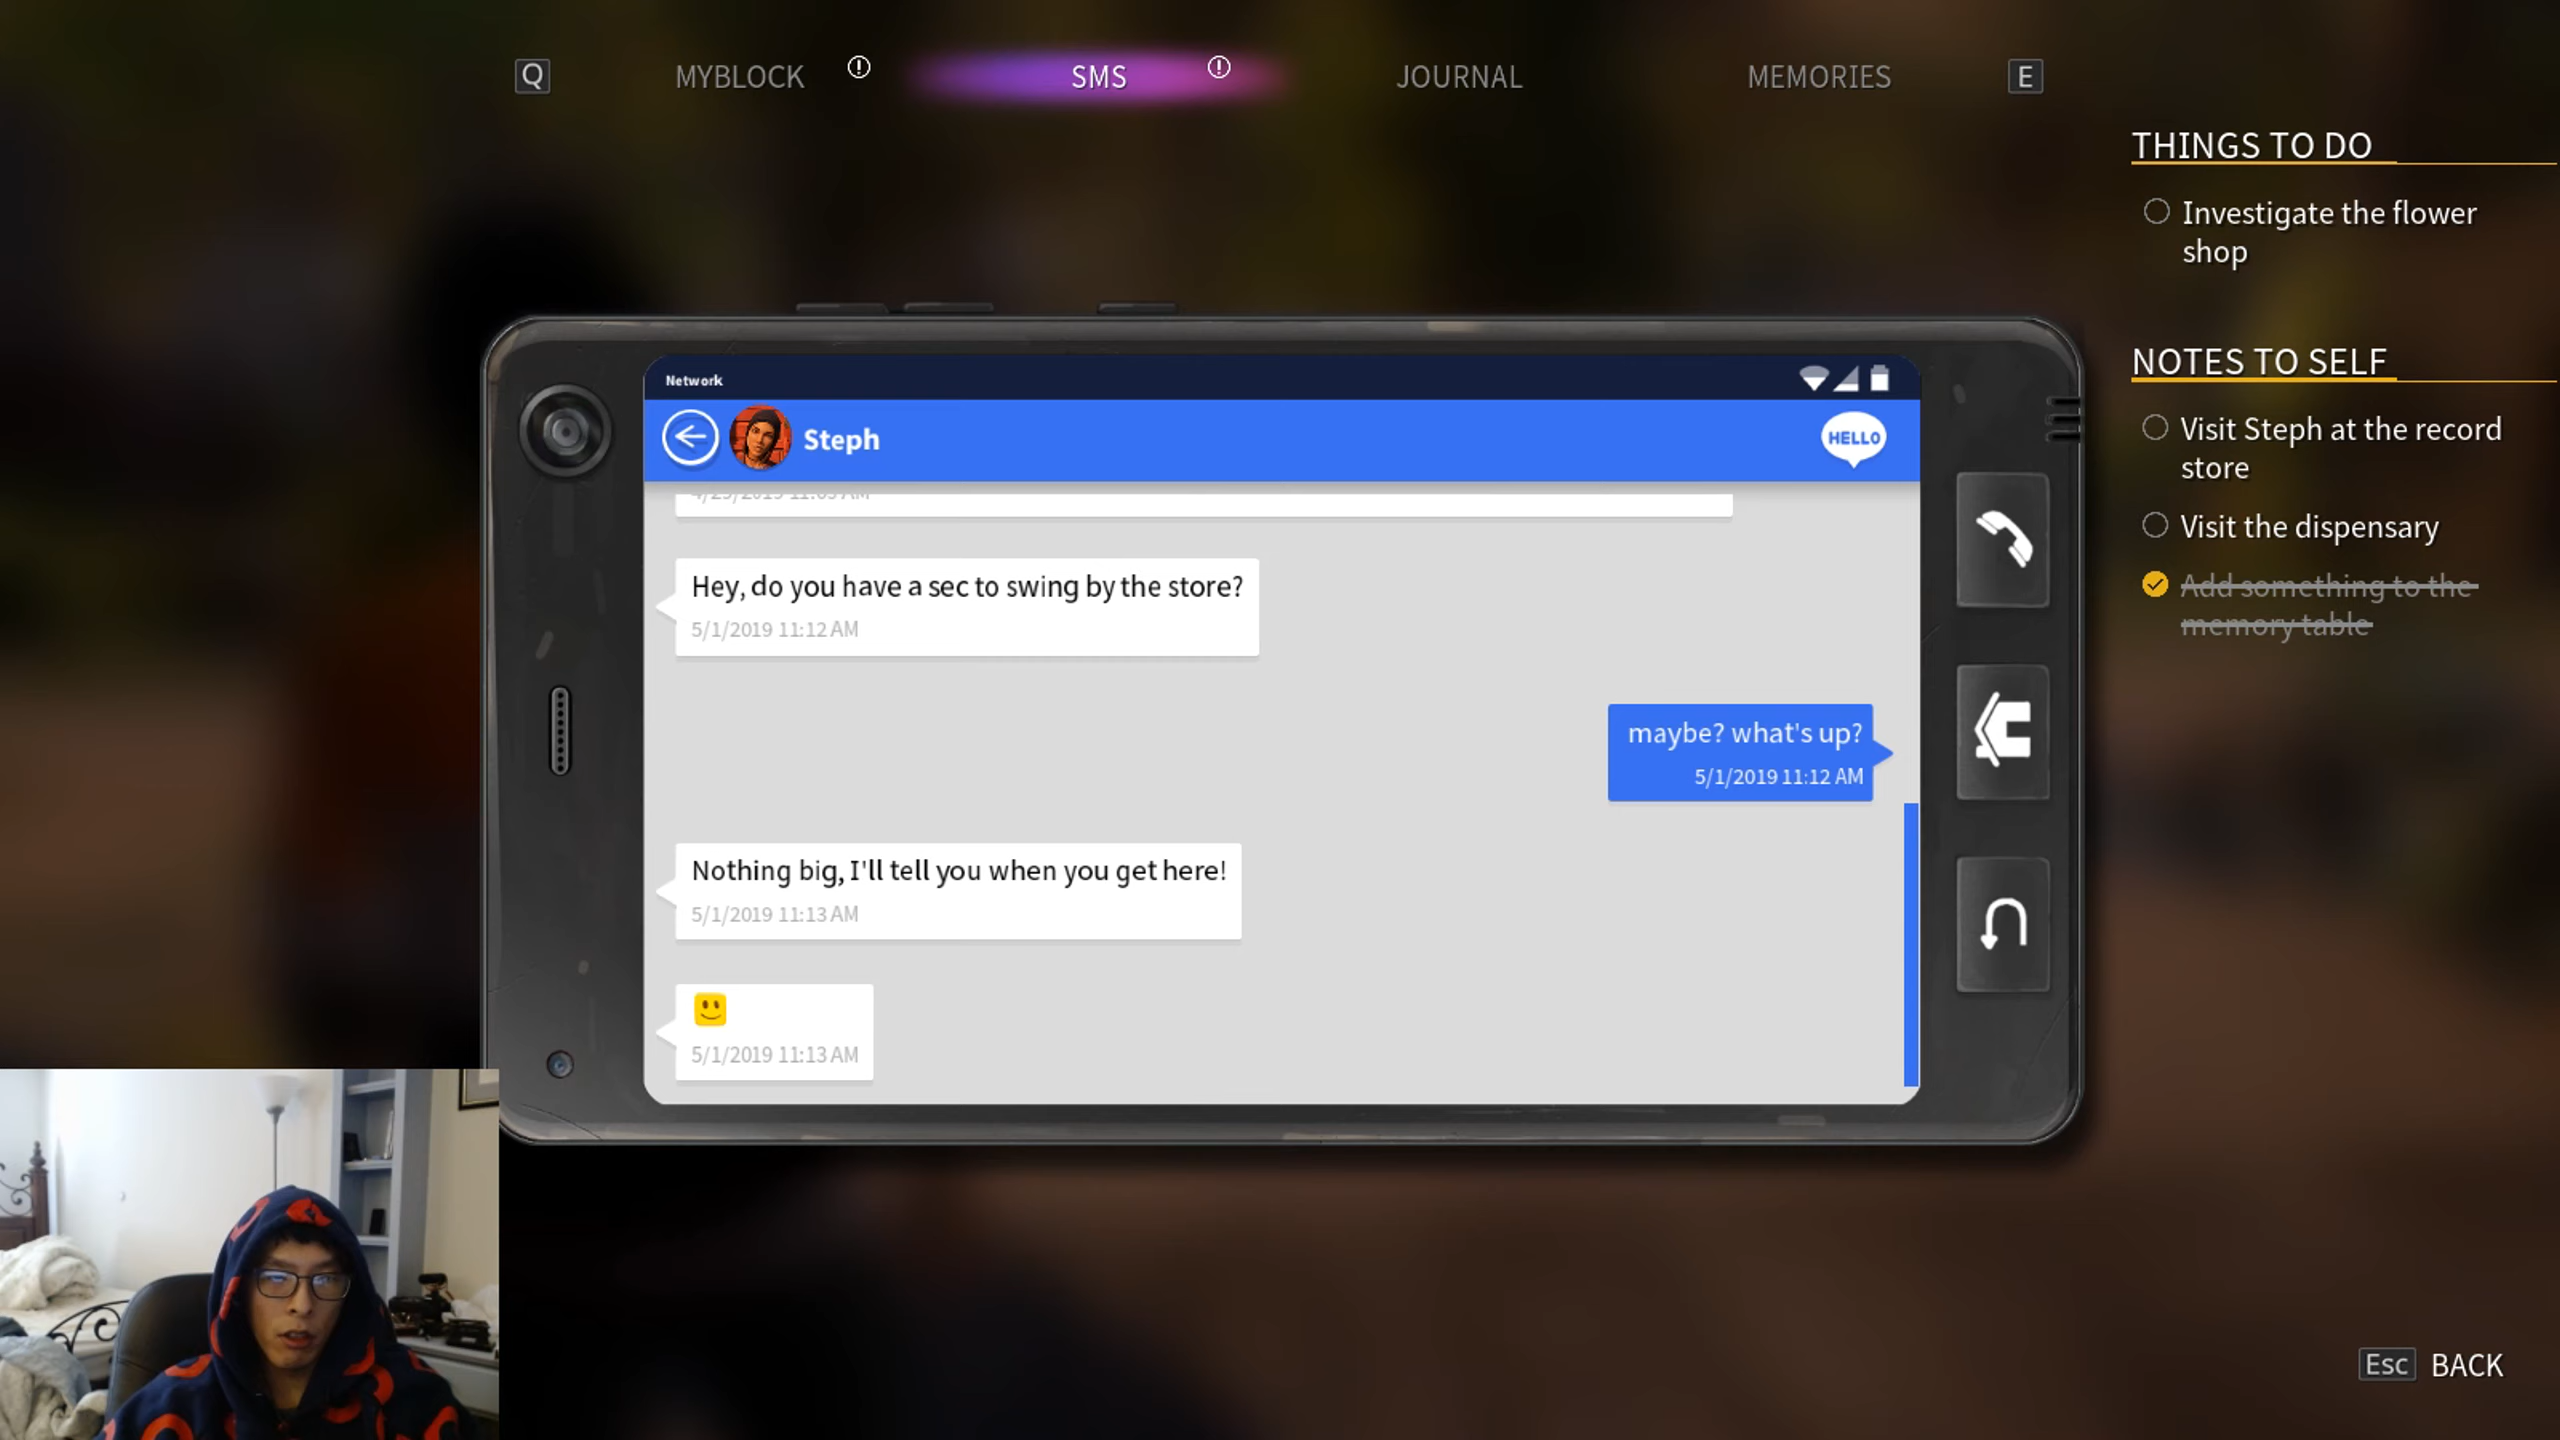 Q
MYBLOCK
SMS
JOURNAL
MEMORIES
E
THINGS TO DO
Investigate the flower
shop
NOTES TO SELF
Visit Steph at the record
store
Visit the dispensary
Add something to the
memory table
Network
Steph
HELLO
Hey, do you have a sec to swing by the store?
5/1/2019 11:12 AM
maybe? what's up?
5/1/2019 11:12 AM
Nothing big, I'll tell you when you get here!
5/1/2019 11:13 AM
5/1/2019 11:13 AM
Esc BACK